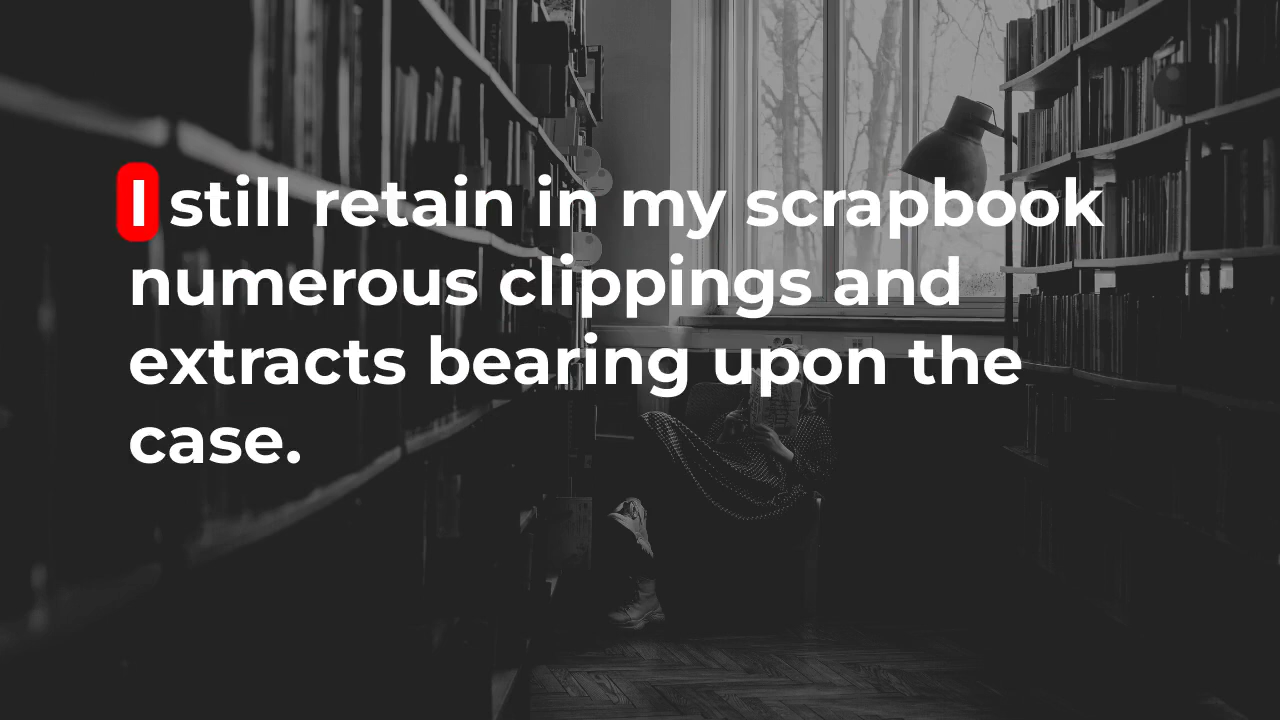 I still retain in my scrapbook
numerous clippings and
extracts bearing upon the
case.